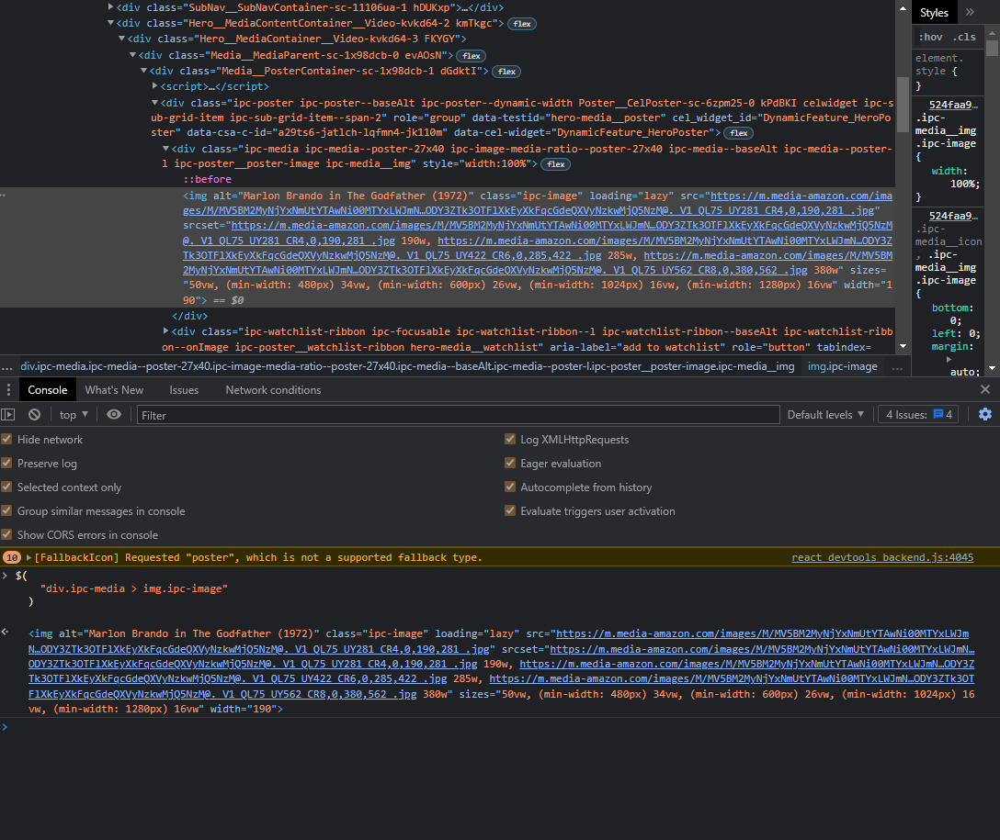 <div class="SubNav__SubNavContainer-sc-11106ua-1 hDUKxp">…</div>
<div class="Hero__MediaContentContainer__Video-kvkd64-2 kmTkgc"> flex
<div class="Hero__MediaContainer__Video-kvkd64-3 FKYGY">
<div class="Media__MediaParent-sc-1x98dcb-0 evAOsN"> flex
<div class="Media__PosterContainer-sc-1x98dcb-1 dGdktI"> flex
<script>…</script>
<div class="ipc-poster ipc-poster--baseAlt ipc-poster--dynamic-width Poster__CelPoster-sc-6zpm25-0 kPdBKI celwidget ipc-s
ub-grid-item ipc-sub-grid-item--span-2" role="group" data-testid="hero-media__poster" cel_widget_id="DynamicFeature_HeroPo
ster" data-csa-c-id="a29ts6-jatlch-lqfmn4-jk110m" data-cel-widget="DynamicFeature_HeroPoster"> flex
<div class="ipc-media ipc-media--poster-27x40 ipc-image-media-ratio--poster-27x40 ipc-media--baseAlt ipc-media--poster-
l ipc-poster__poster-image ipc-media__img" style="width:100%"> flex
::before
<img alt="Marlon Brando in The Godfather (1972)" class="ipc-image" loading="lazy" src="https://m.media-amazon.com/ima
ges/M/MV5BM2MyNjYxNmUtYTAwNi00MTYxLWJmN…ODY3ZTk3OTFlXkEyXkFqcGdeQXVyNzkwMjQ5NzM@._V1_QL75_UY281_CR4,0,190,281_.jpg"
srcset="https://m.media-amazon.com/images/M/MV5BM2MyNjYxNmUtYTAwNi00MTYxLWJmN…ODY3ZTk3OTFlXkEyXkFqcGdeQXVyNzkwMjQ5NzM
@._V1_QL75_UY281_CR4,0,190,281_.jpg 190w, https://m.media-amazon.com/images/M/MV5BM2MyNjYxNmUtYTAwNi00MTYxLWJmN…ODY3Z
Tk3OTFlXkEyXkFqcGdeQXVyNzkwMjQ5NzM@._V1_QL75_UY422_CR6,0,285,422_.jpg 285w, https://m.media-amazon.com/images/M/MV5BM
2MyNjYxNmUtYTAwNi00MTYxLWJmN…ODY3ZTk3OTFlXkEyXkFqcGdeQXVyNzkwMjQ5NzM@._V1_QL75_UY562_CR8,0,380,562_.jpg 380w" sizes=
"50vw, (min-width: 480px) 34vw, (min-width: 600px) 26vw, (min-width: 1024px) 16vw, (min-width: 1280px) 16vw" width="1
90"> == $0
</div>
<div class="ipc-watchlist-ribbon ipc-focusable ipc-watchlist-ribbon--l ipc-watchlist-ribbon--baseAlt ipc-watchlist-ribb
on--onImage ipc-poster__watchlist-ribbon hero-media__watchlist" aria-label="add to watchlist" role="button" tabindex=
… div.ipc-media.ipc-media--poster-27x40.ipc-image-media-ratio--poster-27x40.ipc-media--baseAlt.ipc-media--poster-l.ipc-poster__poster-image.ipc-media__img img.ipc-image …
Styles »
:hov .cls
element.
style {
}
524faa9…
.ipc-
media__img
.ipc-image
{
width:
100%;
}
524faa9…
.ipc-
media__icon
, .ipc-
media__img
.ipc-image
{
bottom:
0;
left: 0;
margin:
auto;
Console What's New Issues Network conditions
top Filter Default levels 4 Issues: 4
Hide network Log XMLHttpRequests
Preserve log Eager evaluation
Selected context only Autocomplete from history
Group similar messages in console Evaluate triggers user activation
Show CORS errors in console
10 [FallbackIcon] Requested "poster", which is not a supported fallback type. react_devtools_backend.js:4045
> $(
"div.ipc-media > img.ipc-image"
)
<img alt="Marlon Brando in The Godfather (1972)" class="ipc-image" loading="lazy" src="https://m.media-amazon.com/images/M/MV5BM2MyNjYxNmUtYTAwNi00MTYxLWJm
N…ODY3ZTk3OTFlXkEyXkFqcGdeQXVyNzkwMjQ5NzM@._V1_QL75_UY281_CR4,0,190,281_.jpg" srcset="https://m.media-amazon.com/images/M/MV5BM2MyNjYxNmUtYTAwNi00MTYxLWJmN…
ODY3ZTk3OTFlXkEyXkFqcGdeQXVyNzkwMjQ5NzM@._V1_QL75_UY281_CR4,0,190,281_.jpg 190w, https://m.media-amazon.com/images/M/MV5BM2MyNjYxNmUtYTAwNi00MTYxLWJmN…ODY3Z
Tk3OTFlXkEyXkFqcGdeQXVyNzkwMjQ5NzM@._V1_QL75_UY422_CR6,0,285,422_.jpg 285w, https://m.media-amazon.com/images/M/MV5BM2MyNjYxNmUtYTAwNi00MTYxLWJmN…ODY3ZTk3OT
FlXkEyXkFqcGdeQXVyNzkwMjQ5NzM@._V1_QL75_UY562_CR8,0,380,562_.jpg 380w" sizes="50vw, (min-width: 480px) 34vw, (min-width: 600px) 26vw, (min-width: 1024px) 16
vw, (min-width: 1280px) 16vw" width="190">
>